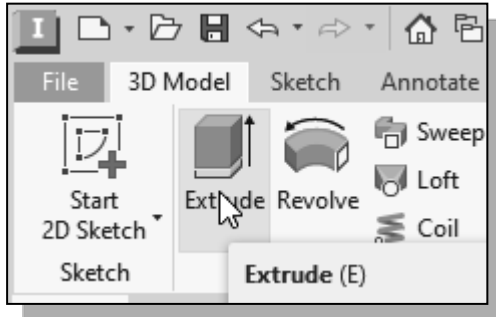 I
File 3D Model Sketch Annotate
Start
2D Sketch
Extrude
Revolve
Sweep
Loft
Coil
Sketch
Extrude (E)